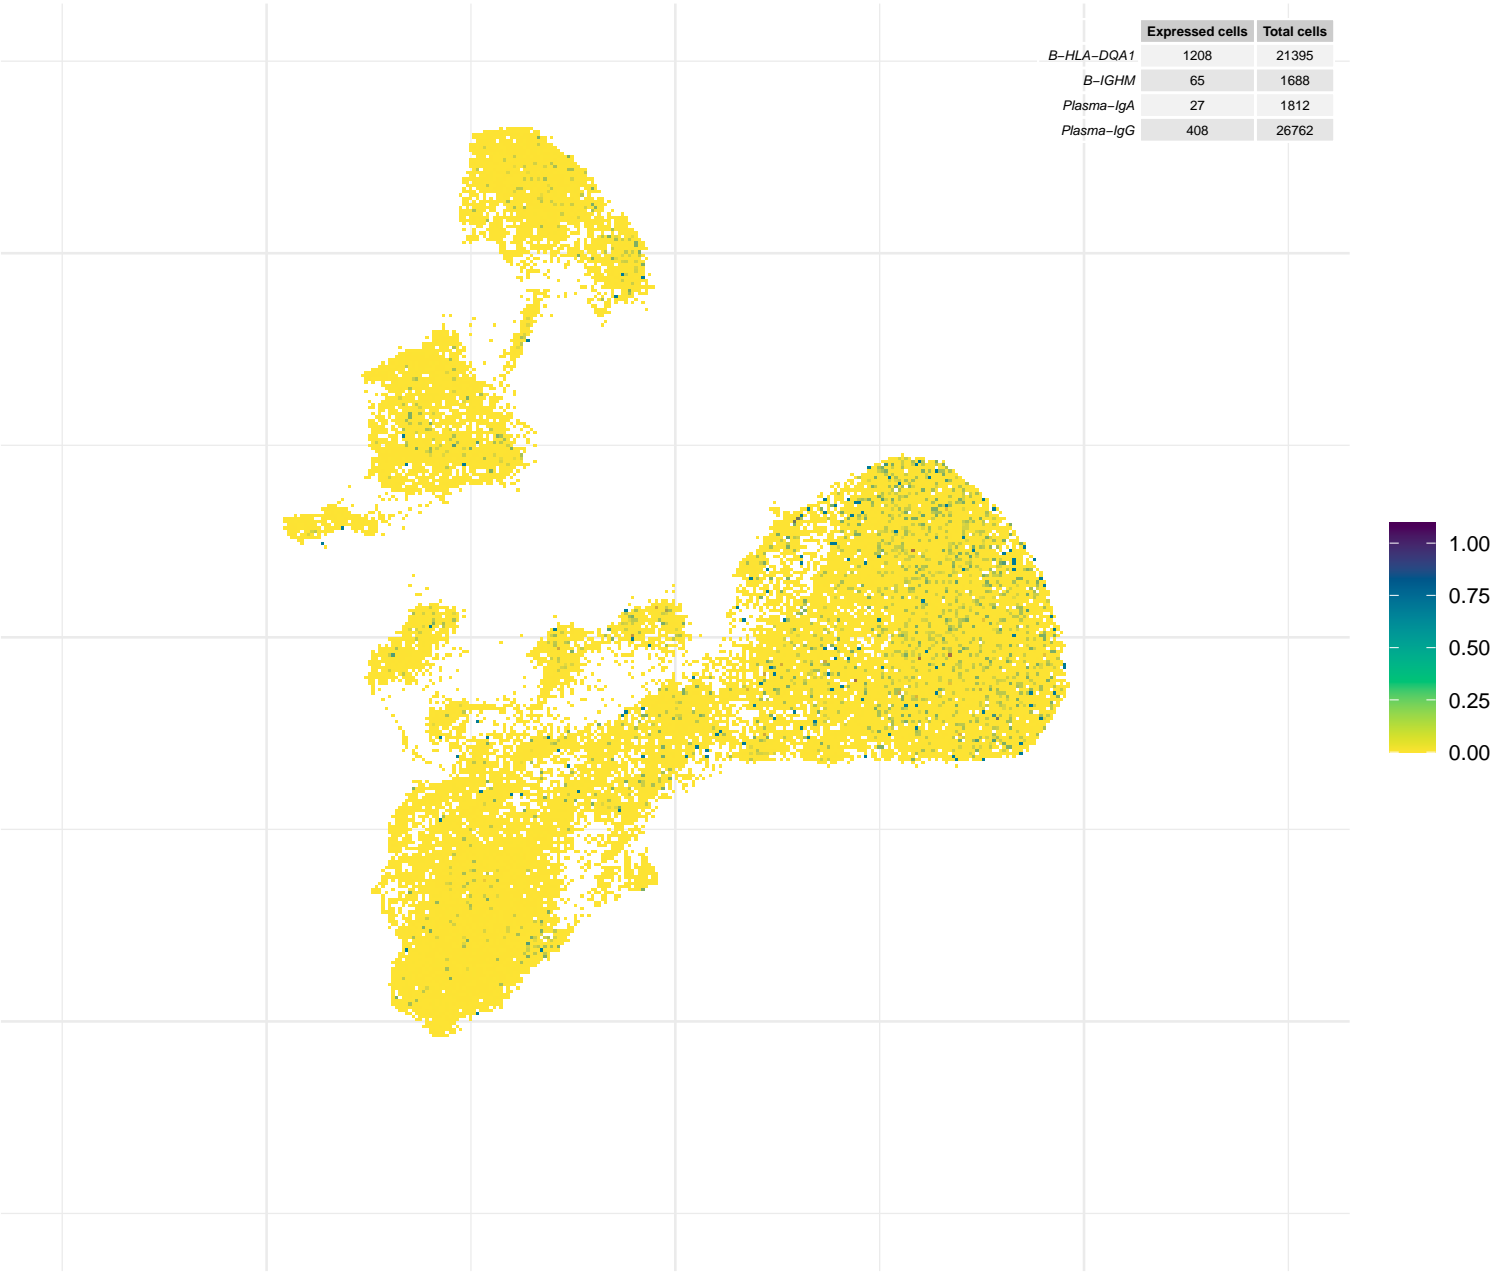 Expressed cells Total cells
B−HLA−DQA1 1208 21395
B−IGHM 65 1688
Plasma−IgA 27 1812
Plasma−IgG 408 26762
1.00
0.75
0.50
0.25
0.00